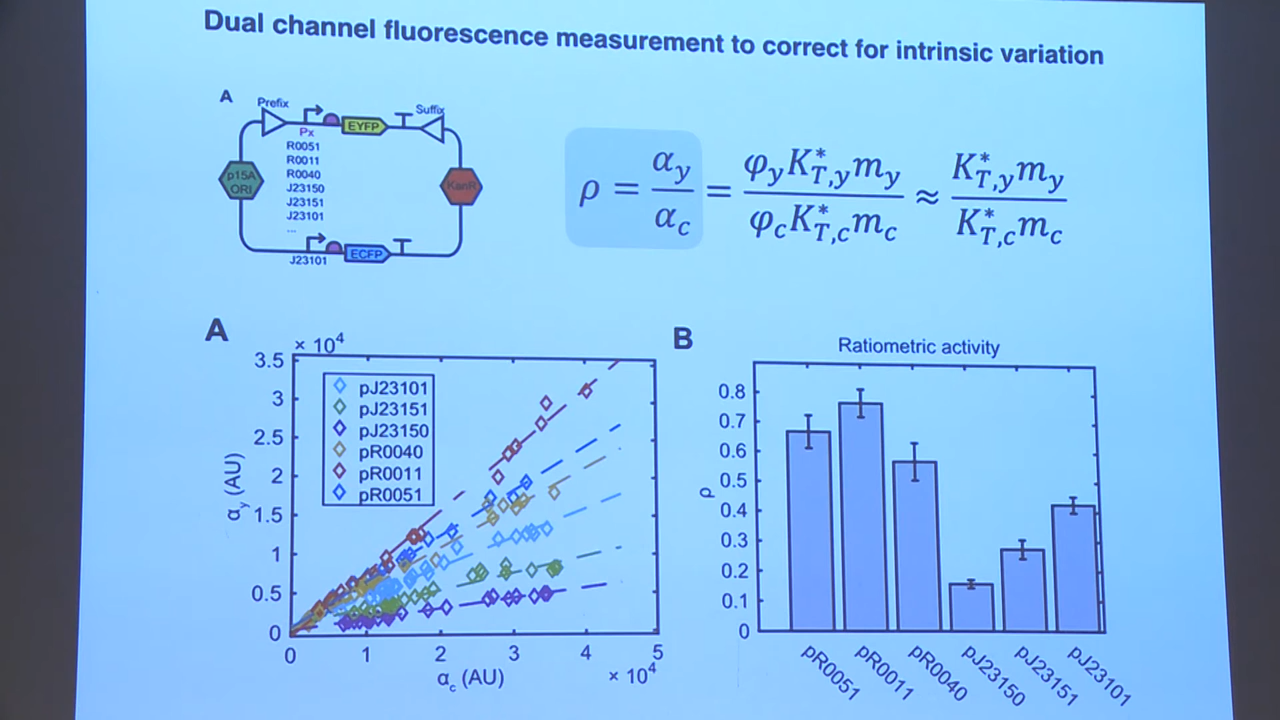 Dual channel fluorescence measurement to correct for intrinsic variation
A
Prefix
Suffix
EYFP
Px
R0051
R0011
R0040
J23150
J23151
J23101
...
p15A
ORI
KanR
J23101
ECFP
ρ = α_y / α_c = φ_y K*_{T,y} m_y / φ_c K*_{T,c} m_c ≈ K*_{T,y} m_y / K*_{T,c} m_c
A
× 10⁴
3.5
3
2.5
2
1.5
1
0.5
0
α_y (AU)
pJ23101
pJ23151
pJ23150
pR0040
pR0011
pR0051
0 1 2 3 4 5
α_c (AU)
× 10⁴
B
Ratiometric activity
0.8
0.7
0.6
0.5
0.4
0.3
0.2
0.1
0
ρ
pR0051
pR0011
pR0040
pJ23150
pJ23151
pJ23101